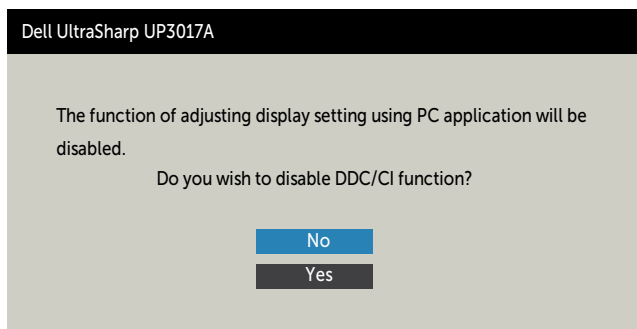 Dell UltraSharp UP3017A
The function of adjusting display setting using PC application will be
disabled.
Do you wish to disable DDC/CI function?
No
Yes